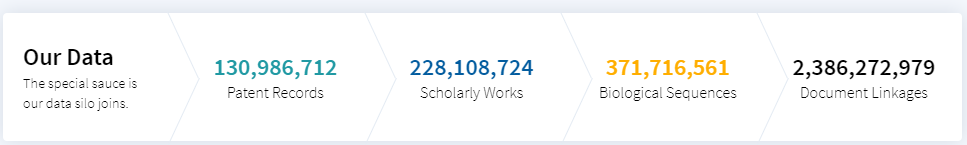 Our Data
The special sauce is
our data silo joins.
130,986,712
Patent Records
228,108,724
Scholarly Works
371,716,561
Biological Sequences
2,386,272,979
Document Linkages